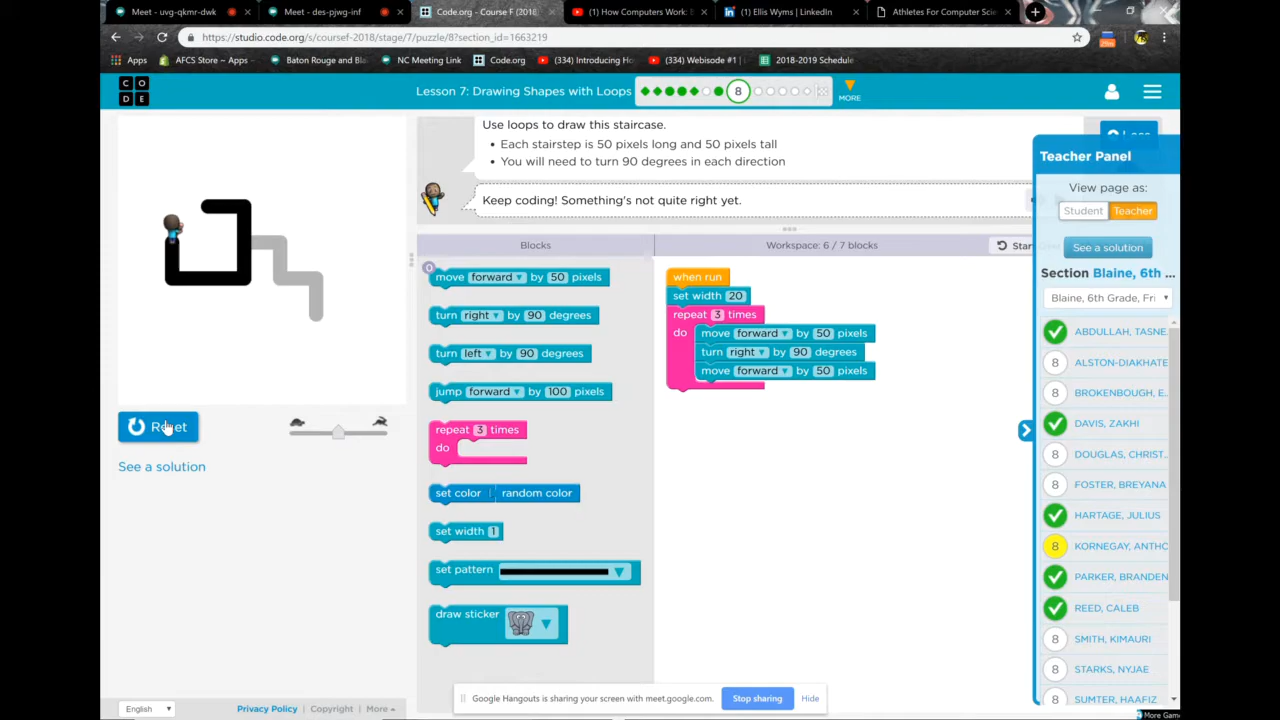 Meet - uvg-qkmr-dwk
Meet - des-pjwg-inf
Code.org - Course F (2018
(1) How Computers Work: B
(1) Ellis Wyms | LinkedIn
Athletes For Computer Scie
https://studio.code.org/s/coursef-2018/stage/7/puzzle/8?section_id=1663219
Apps
AFCS Store ~ Apps
Baton Rouge and Bla
NC Meeting Link
Code.org
(334) Introducing Ho
(334) Webisode #1 |
2018-2019 Schedule
CODE
Lesson 7: Drawing Shapes with Loops
8
MORE
Use loops to draw this staircase.
• Each stairstep is 50 pixels long and 50 pixels tall
• You will need to turn 90 degrees in each direction
Keep coding! Something's not quite right yet.
Blocks
Workspace: 6 / 7 blocks
Star
0
move forward by 50 pixels
turn right by 90 degrees
turn left by 90 degrees
jump forward by 100 pixels
repeat 3 times
do
set color random color
set width 1
set pattern
draw sticker
when run
set width 20
repeat 3 times
do move forward by 50 pixels
turn right by 90 degrees
move forward by 50 pixels
Reset
See a solution
Teacher Panel
View page as:
Student Teacher
See a solution
Section Blaine, 6th ...
Blaine, 6th Grade, Fri
ABDULLAH, TASNE
8 ALSTON-DIAKHATE
8 BROKENBOUGH, E..
DAVIS, ZAKHI
8 DOUGLAS, CHRIST..
8 FOSTER, BREYANA
HARTAGE, JULIUS
8 KORNEGAY, ANTHO
PARKER, BRANDEN
REED, CALEB
8 SMITH, KIMAURI
8 STARKS, NYJAE
8 SUMTER, HAAFIZ
Google Hangouts is sharing your screen with meet.google.com.
Stop sharing
Hide
English
Privacy Policy | Copyright | More
More Gam